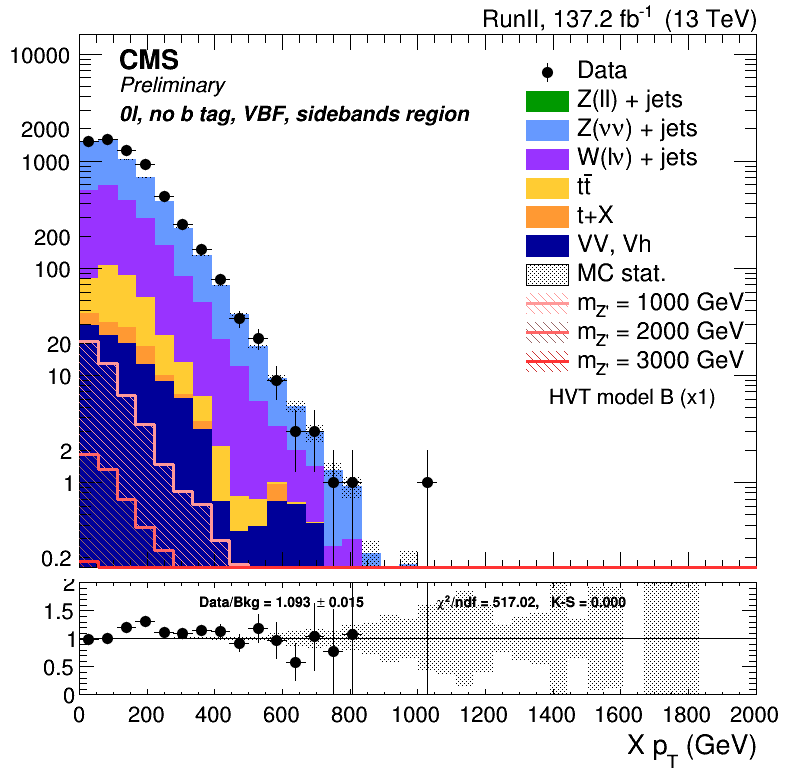 RunII, 137.2 fb⁻¹ (13 TeV)
CMS
Preliminary
0l, no b tag, VBF, sidebands region
Data
Z(ll) + jets
Z(νν) + jets
W(lν) + jets
tt̄
t+X
VV, Vh
MC stat.
m_Z' = 1000 GeV
m_Z' = 2000 GeV
m_Z' = 3000 GeV
HVT model B (x1)
10000
2000
1000
200
100
20
10
2
1
0.2
Data/Bkg = 1.093 ± 0.015
χ²/ndf = 517.02, K-S = 0.000
2
1.5
1
0.5
0
0 200 400 600 800 1000 1200 1400 1600 1800 2000
X p_T (GeV)